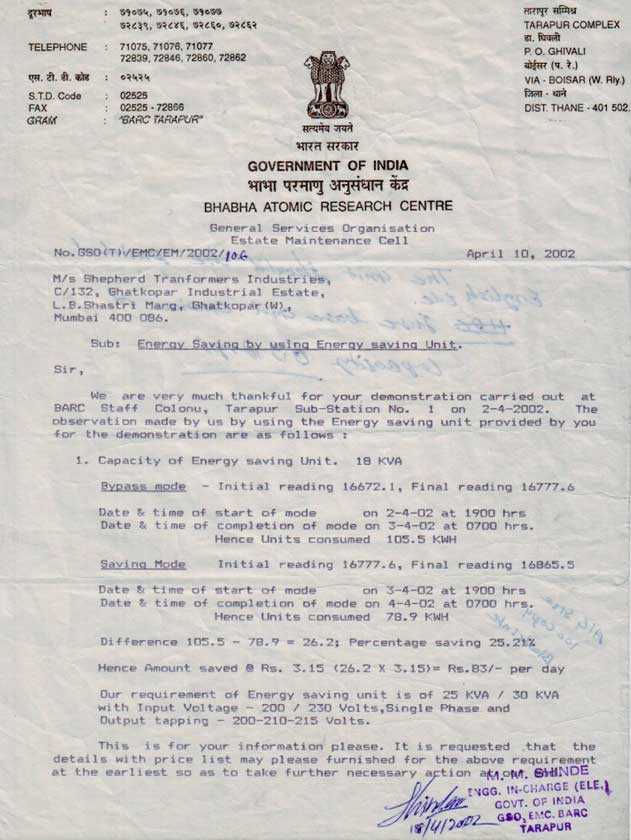 दूरभाष : ७१०७५, ७१०७६, ७१०७७
७२८३९, ७२८४६, ७२८६०, ७२८६२
TELEPHONE : 71075, 71076, 71077
72839, 72846, 72860, 72862
एस. टी. डी. कोड : ०२५२५
S.T.D. Code : 02525
FAX : 02525 - 72866
GRAM : "BARC TARAPUR"
तारापूर सम्मिश्र
TARAPUR COMPLEX
डा. घिवली
P. O. GHIVALI
बोईसर (प. रे.)
VIA - BOISAR (W. Rly.)
जिला - थाने
DIST. THANE - 401 502.
सत्यमेव जयते
भारत सरकार
GOVERNMENT OF INDIA
भाभा परमाणु अनुसंधान केंद्र
BHABHA ATOMIC RESEARCH CENTRE
General Services Organisation
Estate Maintenance Cell
No.GSO(T)/EMC/EM/2002/106 April 10, 2002
M/s Shepherd Tranformers Industries,
C/132, Ghatkopar Industrial Estate,
L.B.Shastri Marg, Ghatkopar(W),
Mumbai 400 086.
Sub: Energy Saving by using Energy saving Unit.
Sir,
We are very much thankful for your demonstration carried out at
BARC Staff Colonu, Tarapur Sub-Station No. 1 on 2-4-2002. The
observation made by us by using the Energy saving unit provided by you
for the demonstration are as follows :
1. Capacity of Energy saving Unit. 18 KVA
Bypass mode - Initial reading 16672.1, Final reading 16777.6
Date & time of start of mode on 2-4-02 at 1900 hrs
Date & time of completion of mode on 3-4-02 at 0700 hrs.
Hence Units consumed 105.5 KWH
Saving Mode Initial reading 16777.6, Final reading 16865.5
Date & time of start of mode on 3-4-02 at 1900 hrs
Date & time of completion of mode on 4-4-02 at 0700 hrs.
Hence Units consumed 78.9 KWH
Difference 105.5 - 78.9 = 26.2; Percentage saving 25.21%
Hence Amount saved @ Rs. 3.15 (26.2 X 3.15)= Rs.83/- per day
Our requirement of Energy saving unit is of 25 KVA / 30 KVA
with Input Voltage - 200 / 230 Volts,Single Phase and
Output tapping - 200-210-215 Volts.
This is for your information please. It is requested that the
details with price list may please furnished for the above requirement
at the earliest so as to take further necessary action at
M. M. SHINDE
ENGG. IN-CHARGE (ELE.)
GOVT. OF INDIA
GSO, EMC. BARC
TARAPUR
18/4/2002